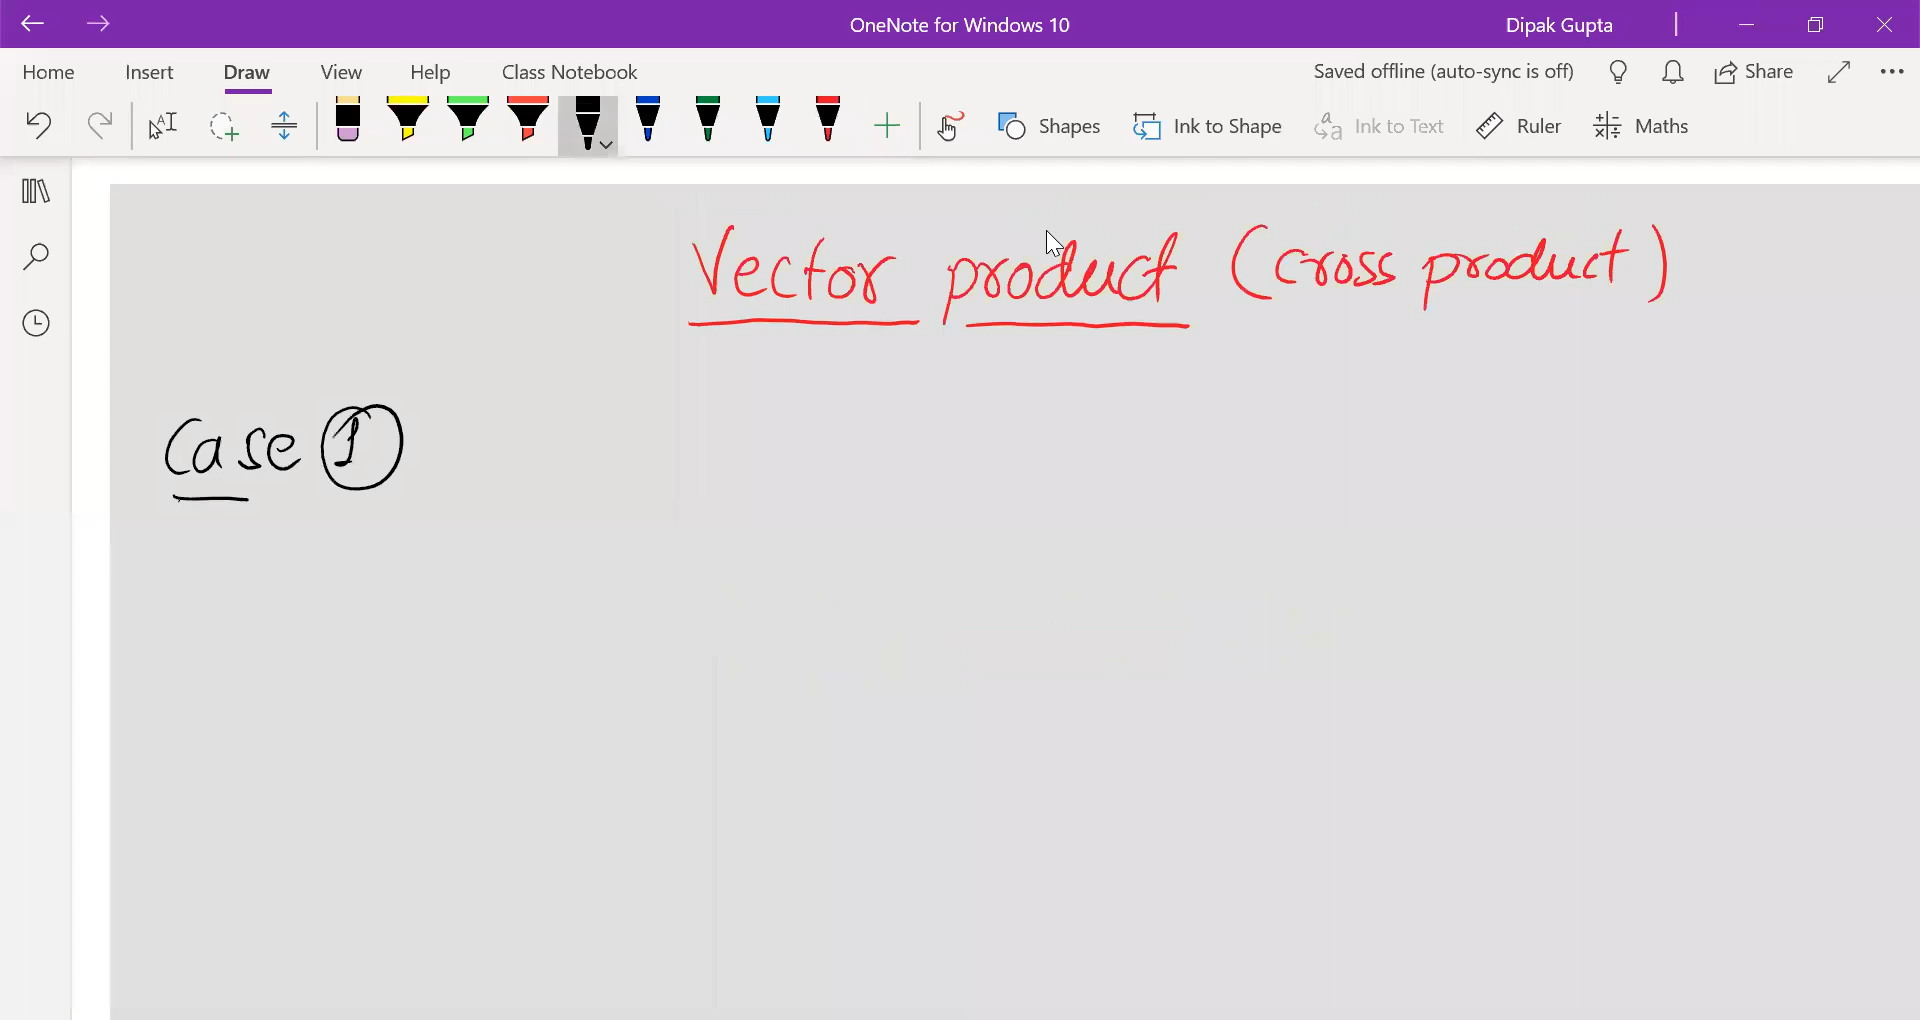 OneNote for Windows 10 Dipak Gupta
Home Insert Draw View Help Class Notebook Saved offline (auto-sync is off) Share
Shapes Ink to Shape Ink to Text Ruler Maths
Vector product (cross product)
Case 1